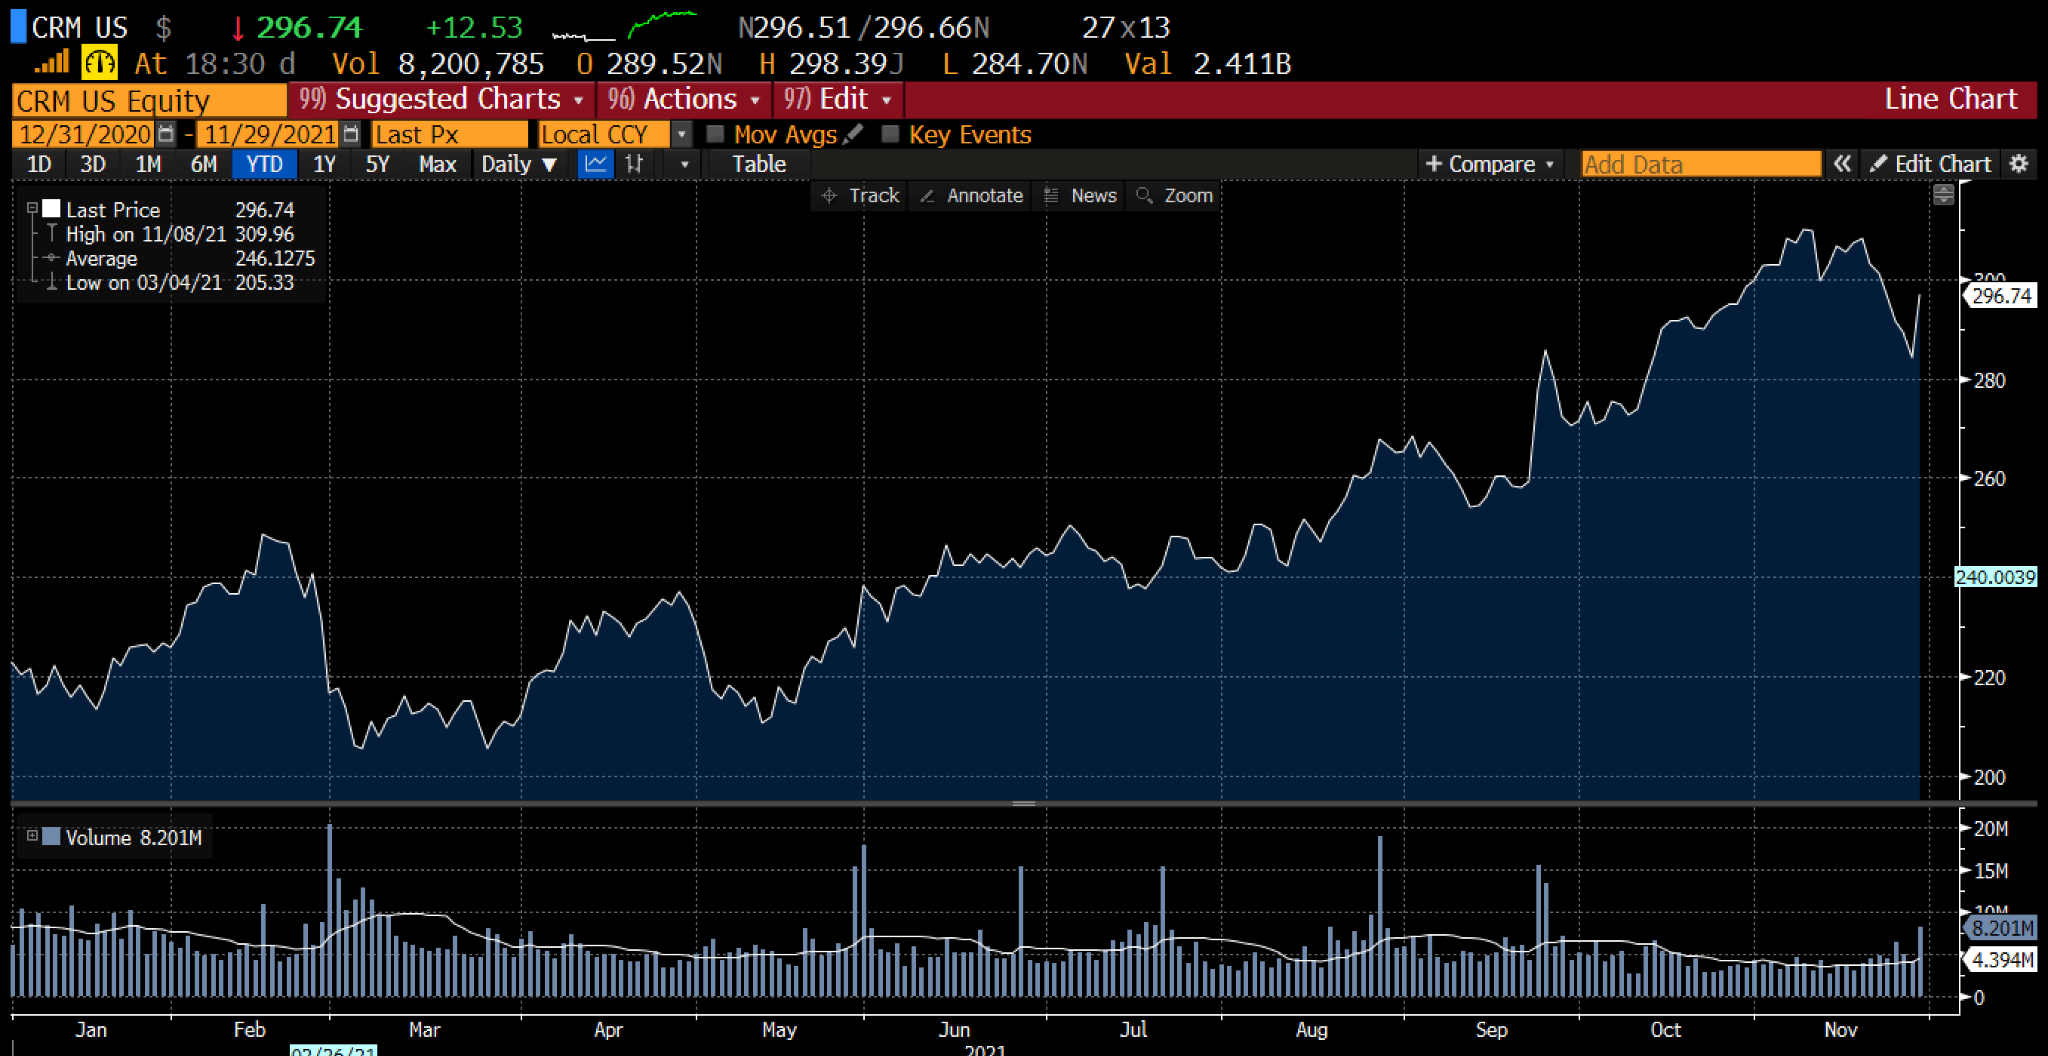 CRM US $ ↓ 296.74 +12.53 N296.51/296.66N 27x13
At 18:30 d Vol 8,200,785 O 289.52N H 298.39J L 284.70N Val 2.411B
CRM US Equity 99) Suggested Charts 96) Actions 97) Edit Line Chart
12/31/2020 - 11/29/2021 Last Px Local CCY Mov Avgs Key Events
1D 3D 1M 6M YTD 1Y 5Y Max Daily ▼ Table + Compare Add Data « Edit Chart
Track Annotate News Zoom
Last Price 296.74
High on 11/08/21 309.96
Average 246.1275
Low on 03/04/21 205.33
300
296.74
280
260
240.0039
220
200
Volume 8.201M
20M
15M
10M
8.201M
4.394M
0
Jan Feb Mar Apr May Jun Jul Aug Sep Oct Nov
02/26/21 2021